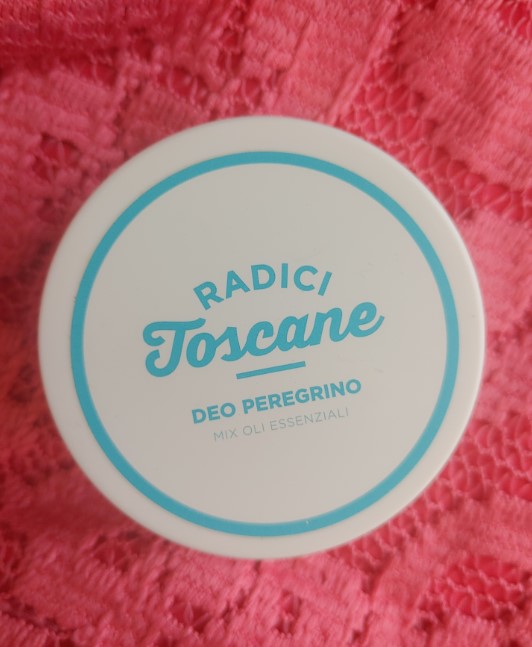 RADICI
Toscane
DEO PEREGRINO
MIX OLI ESSENZIALI